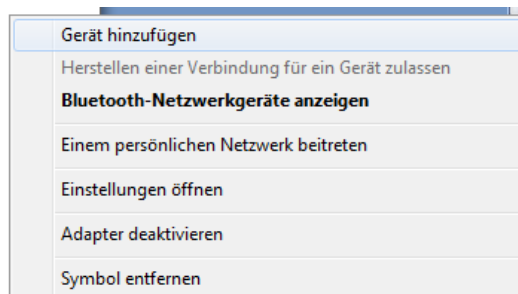 Gerät hinzufügen
Herstellen einer Verbindung für ein Gerät zulassen
Bluetooth-Netzwerkgeräte anzeigen
Einem persönlichen Netzwerk beitreten
Einstellungen öffnen
Adapter deaktivieren
Symbol entfernen